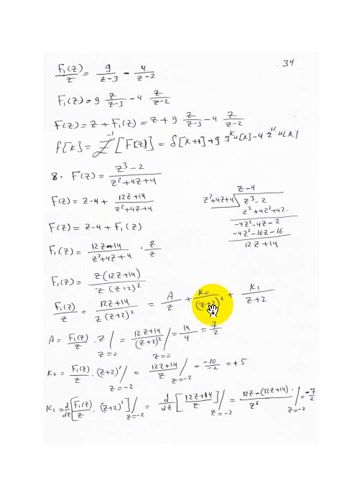 F₁(z)/z = 9/(z-3) - 4/(z-2)
34
F₁(z) = 9 z/(z-3) - 4 z/(z-2)
F(z) = z + F₁(z) = z + 9 z/(z-3) - 4 z/(z-2)
f[k] = Z⁻¹[F(z)] = δ[k+1] + 9 3ᵏu[k] - 4 2ᵏu[k]
8. F(z) = (z³-2)/(z²+4z+4)
F(z) = z-4 + (12z+14)/(z²+4z+4)
F(z) = z-4 + F₁(z)
F₁(z) = (12z+14)/(z²+4z+4) · z/z
F₁(z) = z(12z+14)/(z(z+2)²)
z-4
z²+4z+4 √ z³-2
z³+4z²+4z
-4z²-4z-2
-4z²-16z-16
12z+14
F₁(z)/z = (12z+14)/(z(z+2)²) = A/z + K₀/(z+2)² + K₁/(z+2)
A = F₁(z)/z · z |z=0 = (12z+14)/(z+2)² |z=0 = 14/4 = 7/2
= F₁(z)/z · (z+2)² |z=-2 = (12z+14)/z |z=-2 = -10/-2 = +5
K₁ = d/dz [F₁(z)/z · (z+2)²] |z=-2 = d/dz [(12z+14)/z] z=-2 = (12z-(12z+14))/z² |z=-2 = -7/2